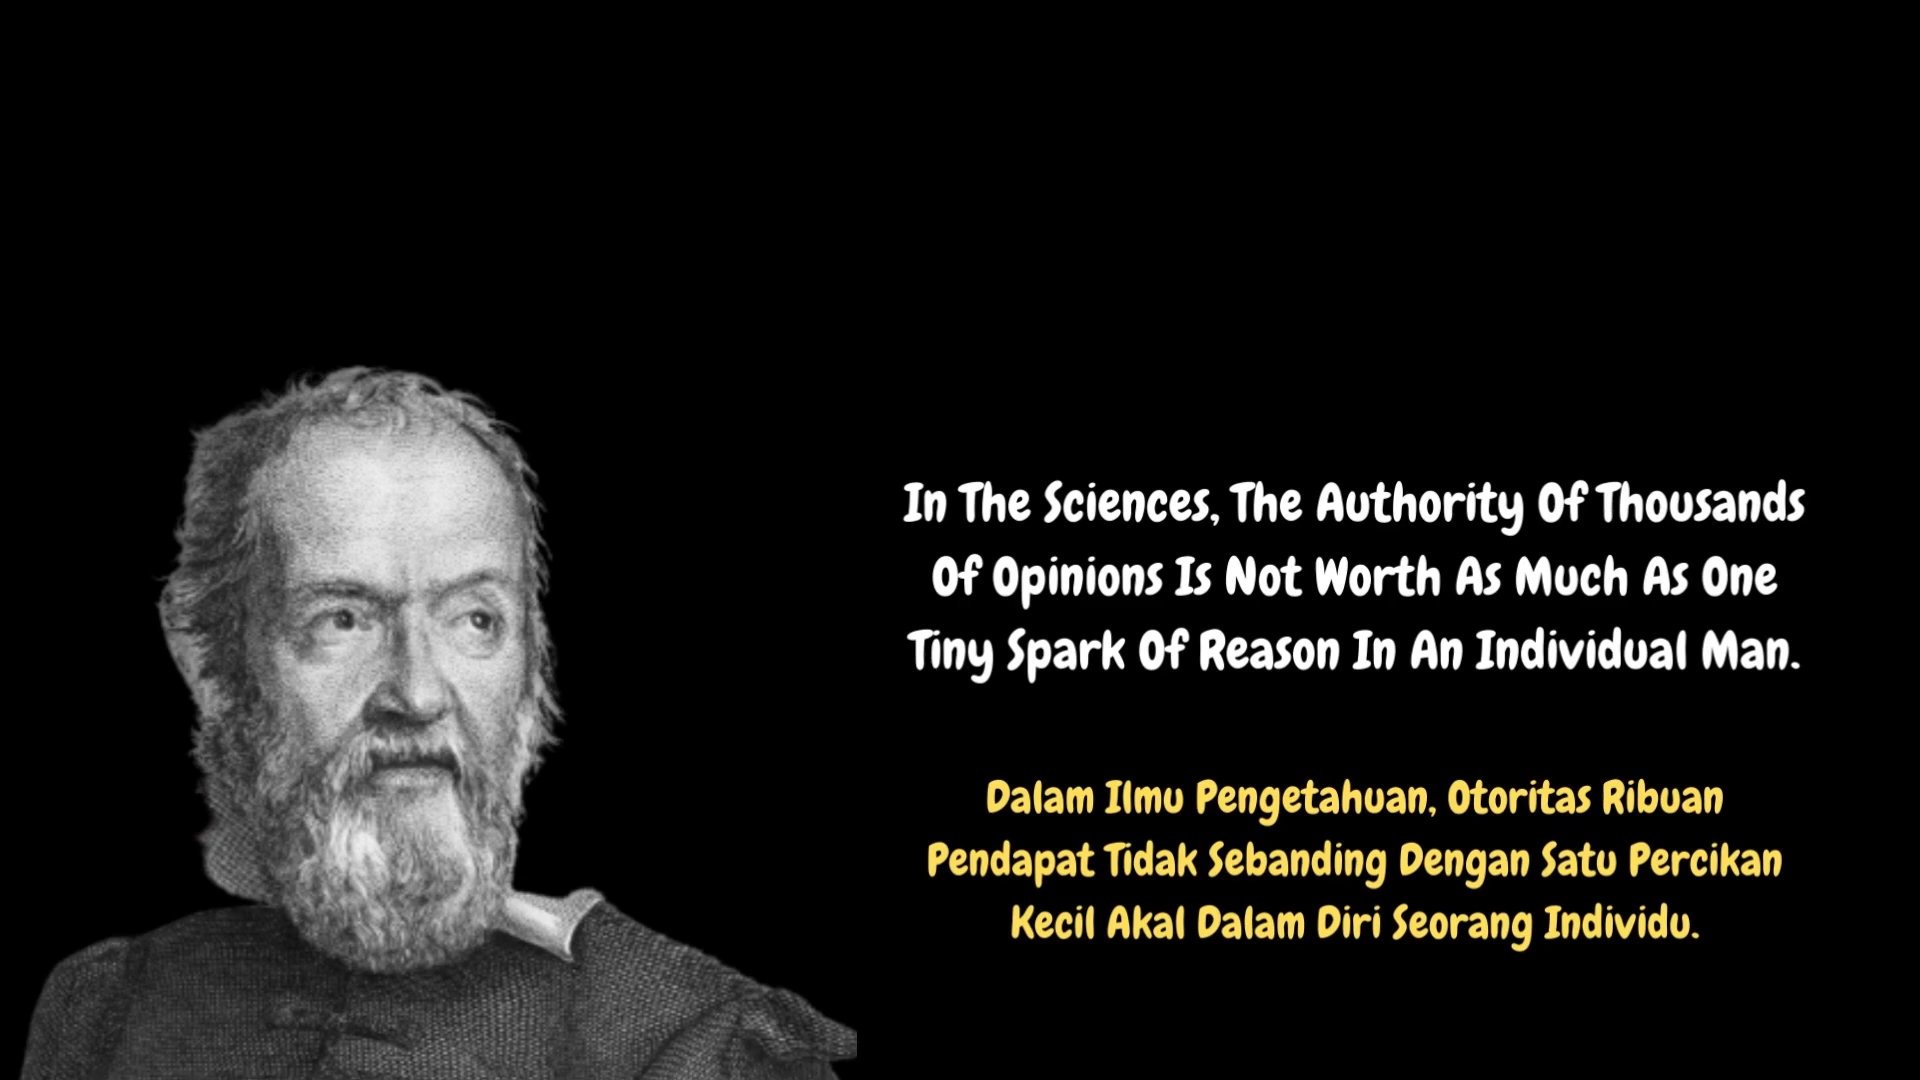 In The Sciences, The Authority Of Thousands
Of Opinions Is Not Worth As Much As One
Tiny Spark Of Reason In An Individual Man.
Dalam Ilmu Pengetahuan, Otoritas Ribuan
Pendapat Tidak Sebanding Dengan Satu Percikan
Kecil Akal Dalam Diri Seorang Individu.